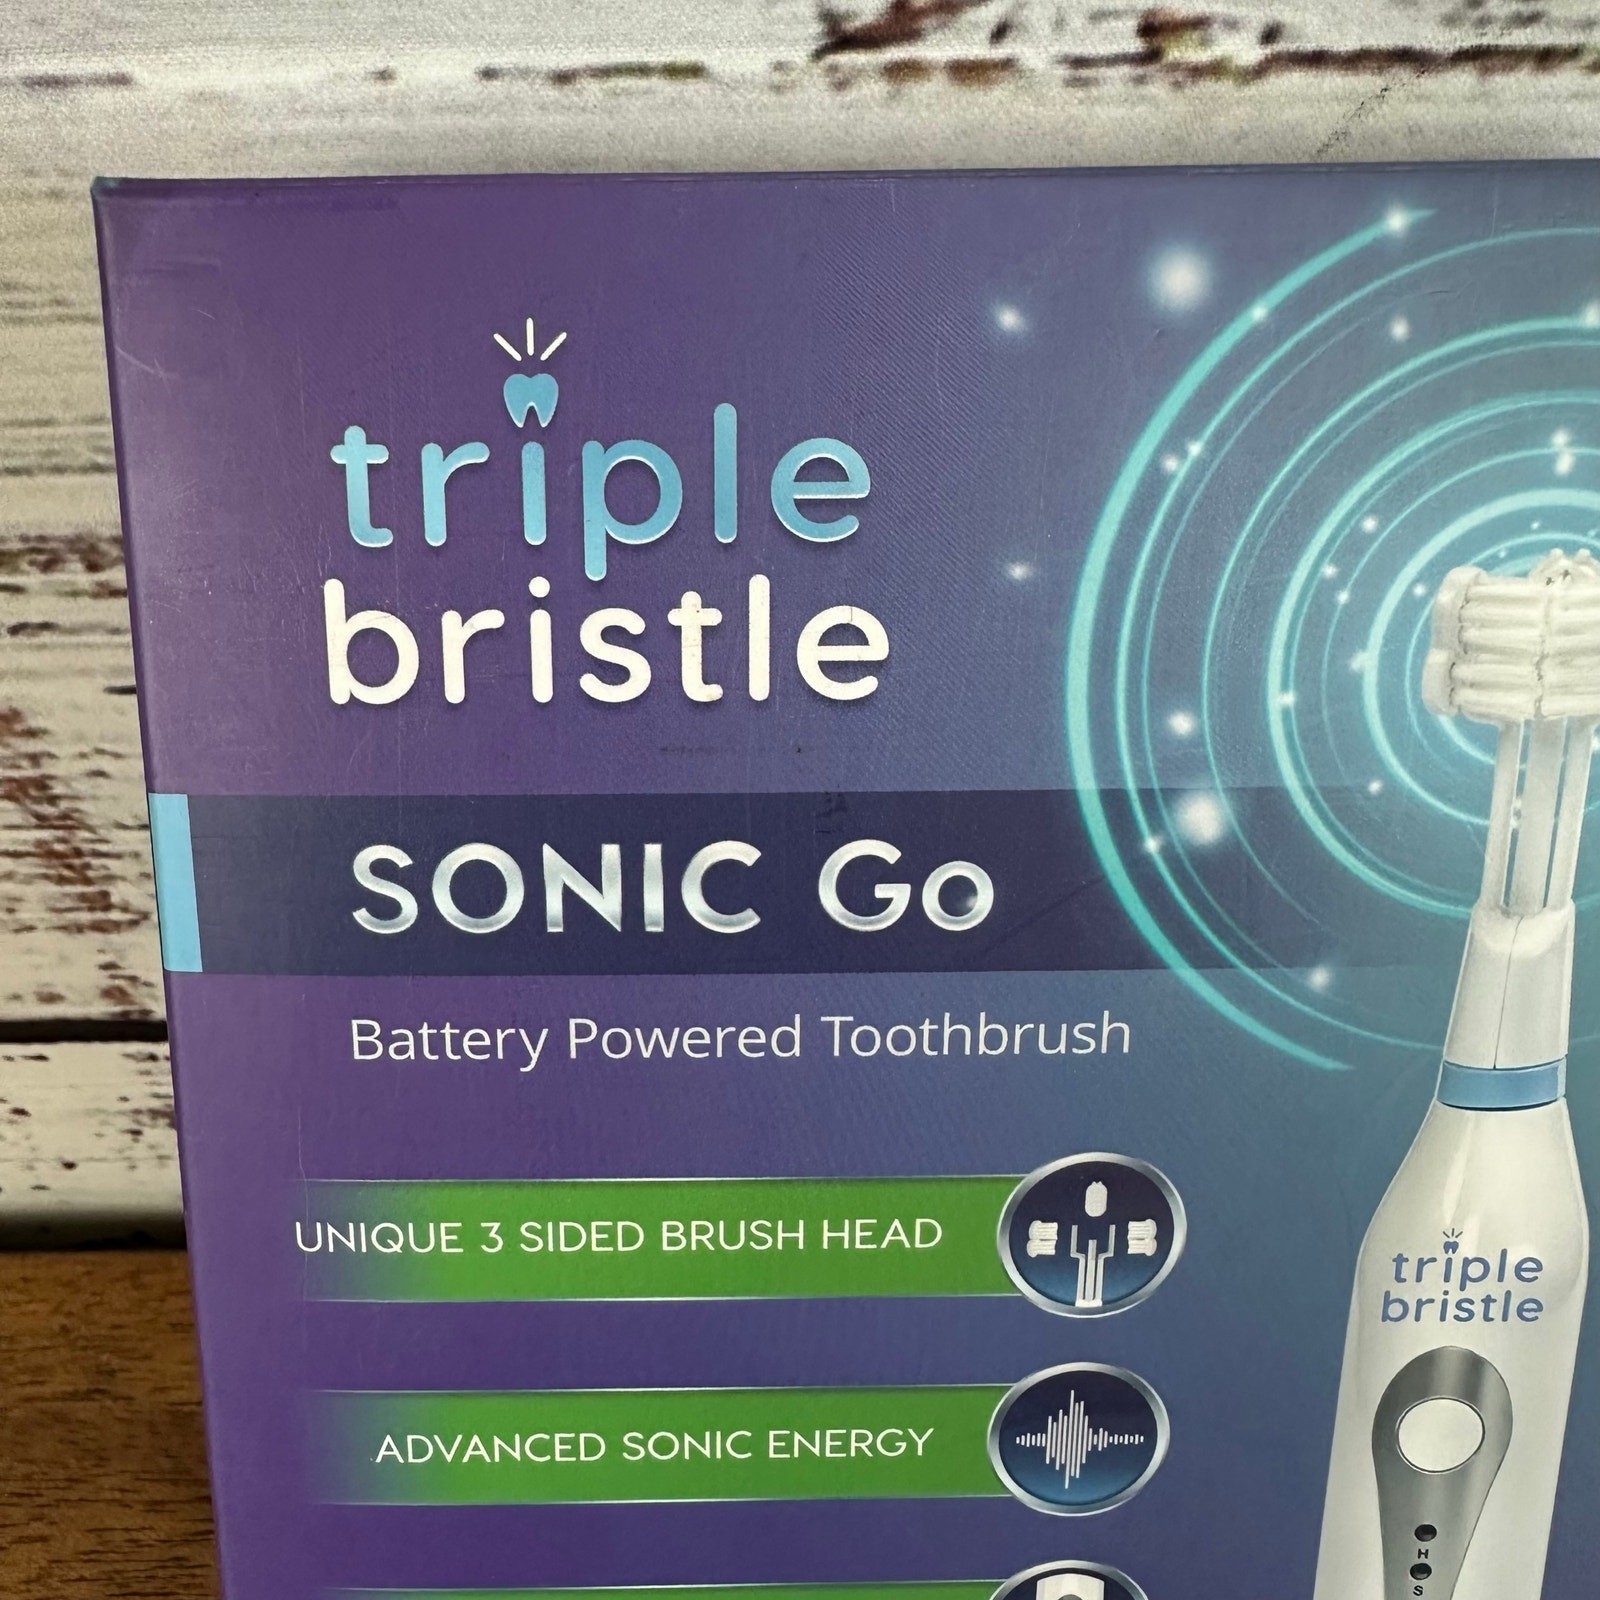 triple
bristle
SONIC Go
Battery Powered Toothbrush
UNIQUE 3 SIDED BRUSH HEAD
ADVANCED SONIC ENERGY
triple
bristle
H
S